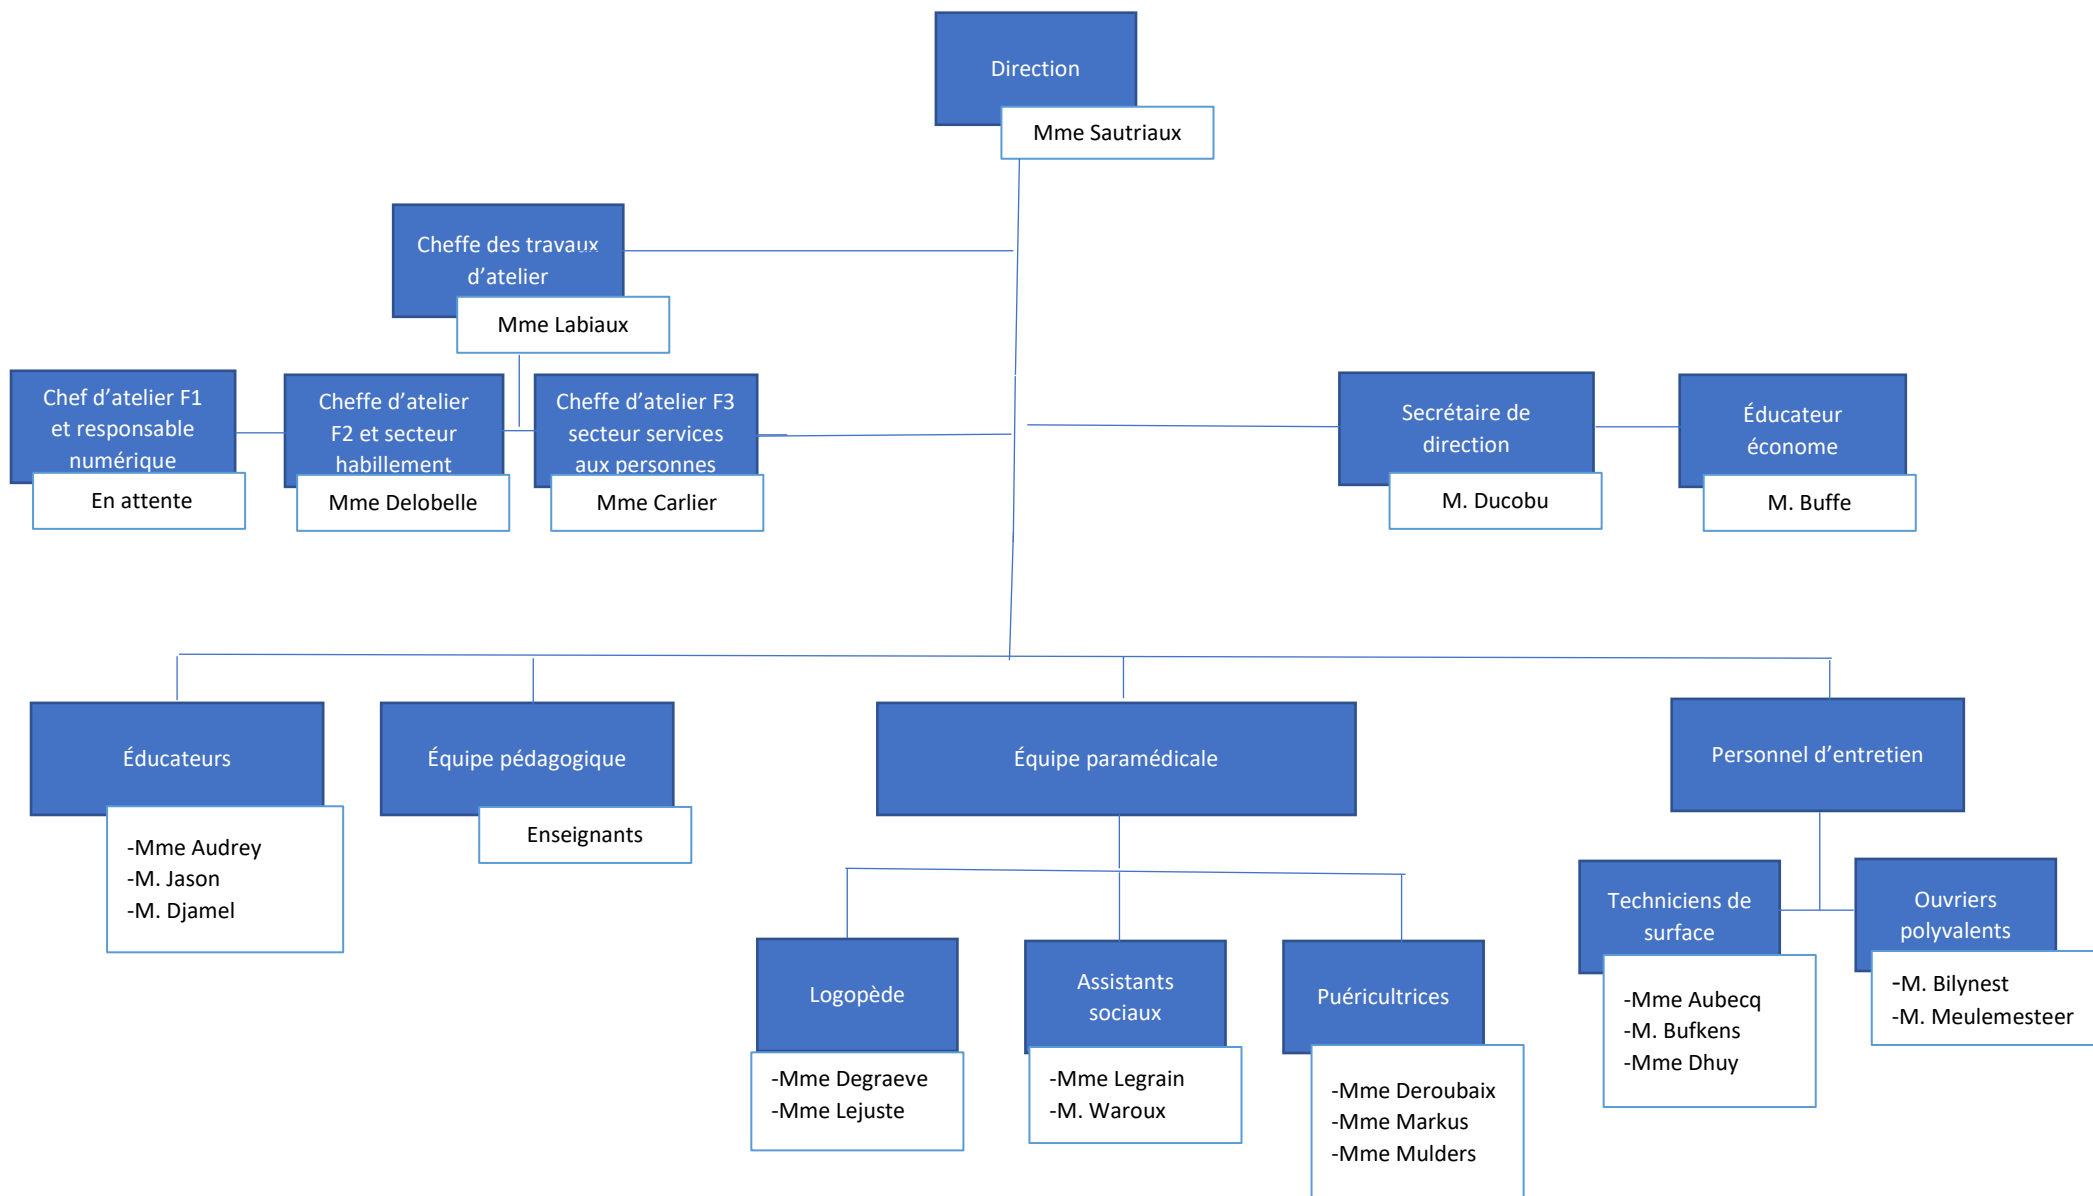 Direction
Mme Sautriaux
Cheffe des travaux
d’atelier
Mme Labiaux
Chef d’atelier F1
et responsable
numérique
En attente
Cheffe d’atelier
F2 et secteur
habillement
Mme Delobelle
Cheffe d’atelier F3
secteur services
aux personnes
Mme Carlier
Secrétaire de
direction
M. Ducobu
Éducateur
économe
M. Buffe
Éducateurs
-Mme Audrey
-M. Jason
-M. Djamel
Équipe pédagogique
Enseignants
Équipe paramédicale
Logopède
-Mme Degraeve
-Mme Lejuste
Assistants
sociaux
-Mme Legrain
-M. Waroux
Puéricultrices
-Mme Deroubaix
-Mme Markus
-Mme Mulders
Personnel d’entretien
Techniciens de
surface
-Mme Aubecq
-M. Bufkens
-Mme Dhuy
Ouvriers
polyvalents
-M. Bilynest
-M. Meulemesteer